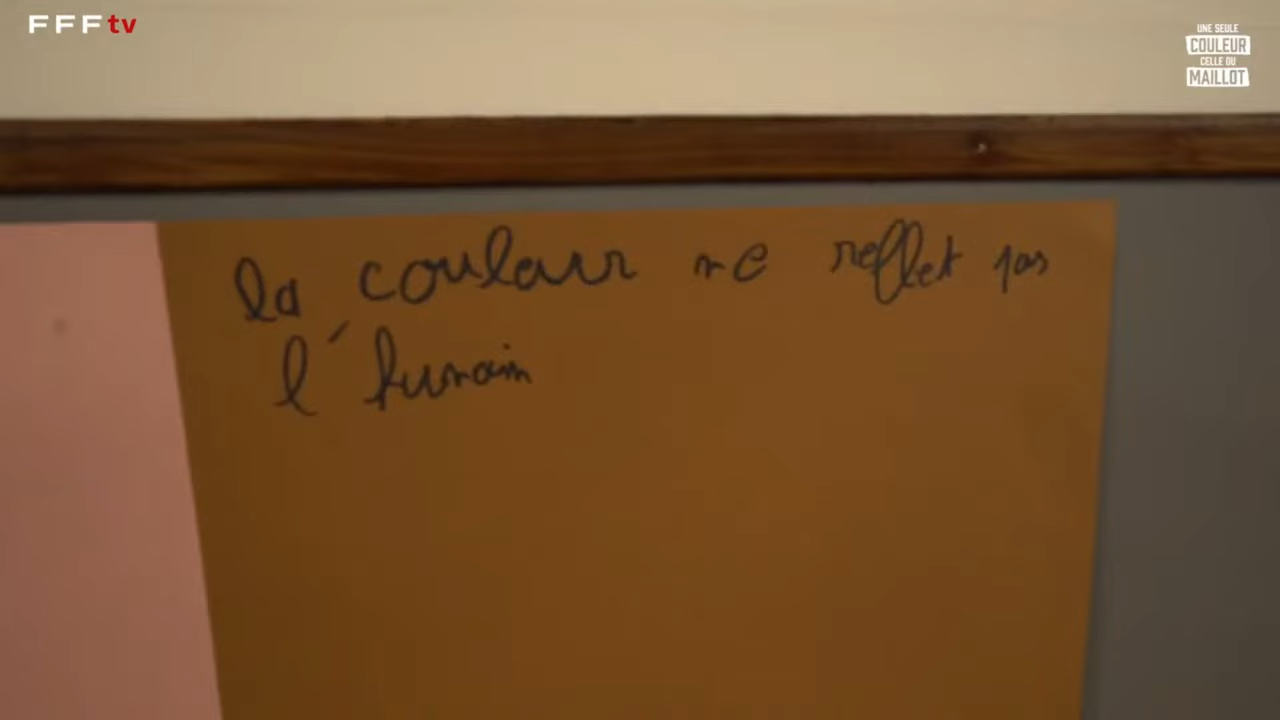 FFF tv
UNE SEULE
COULEUR
CELLE DU
MAILLOT
la couleur ne reflet pas
l'humain